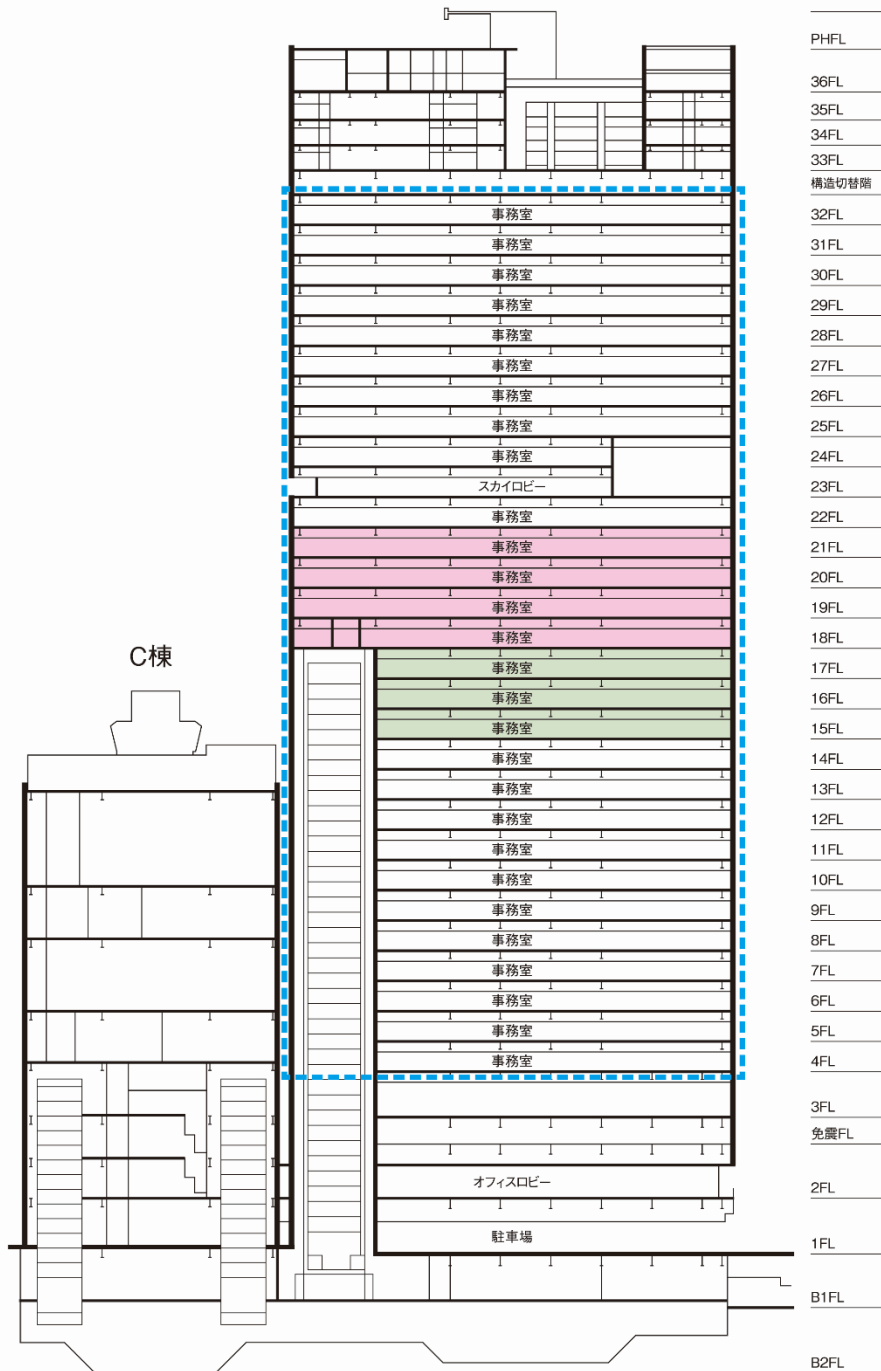 PHFL
36FL
35FL
34FL
33FL
構造切替階
事務室 32FL
事務室 31FL
事務室 30FL
事務室 29FL
事務室 28FL
事務室 27FL
事務室 26FL
事務室 25FL
事務室 24FL
スカイロビー 23FL
事務室 22FL
事務室 21FL
事務室 20FL
事務室 19FL
事務室 18FL
C棟
事務室 17FL
事務室 16FL
事務室 15FL
事務室 14FL
事務室 13FL
事務室 12FL
事務室 11FL
事務室 10FL
事務室 9FL
事務室 8FL
事務室 7FL
事務室 6FL
事務室 5FL
事務室 4FL
3FL
免震FL
オフィスロビー 2FL
駐車場 1FL
B1FL
B2FL